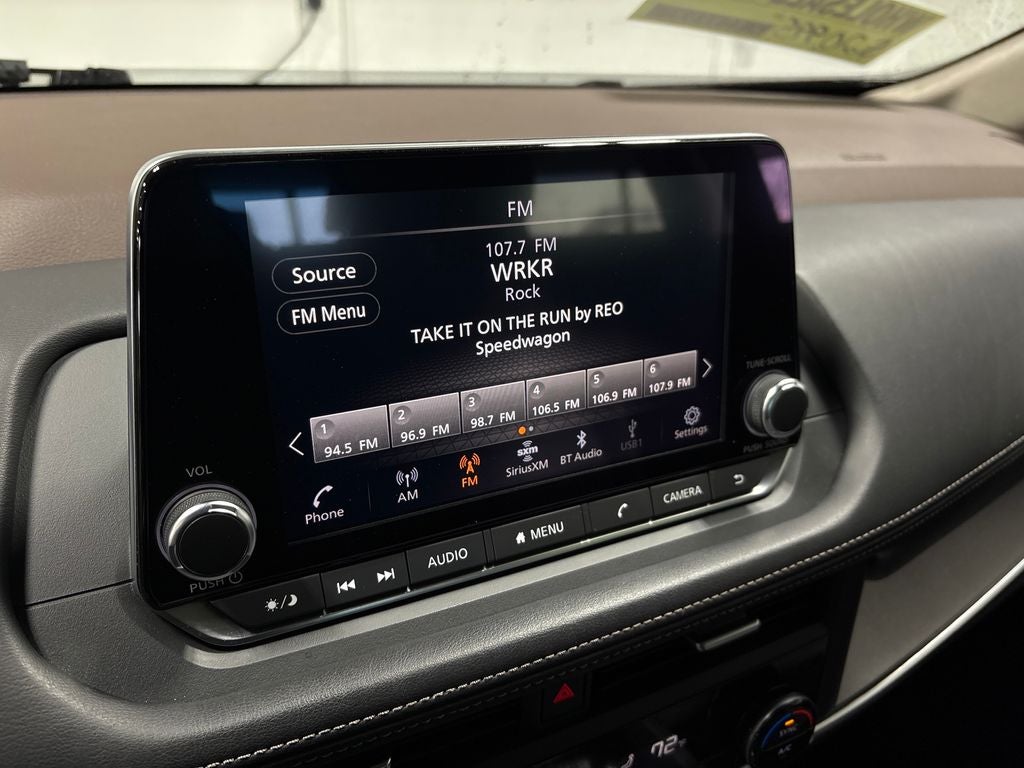 FM
107.7 FM
WRKR
Rock
Source
FM Menu
TAKE IT ON THE RUN by REO
Speedwagon
1 2 3 4 5 6
94.5 FM 96.9 FM 98.7 FM 106.5 FM 106.9 FM 107.9 FM
Phone AM FM sxm SiriusXM BT Audio USB1 Settings
VOL
PUSH
TUNE·SCROLL
PUSH
AUDIO
MENU
CAMERA
72°F
SYNC
A/C